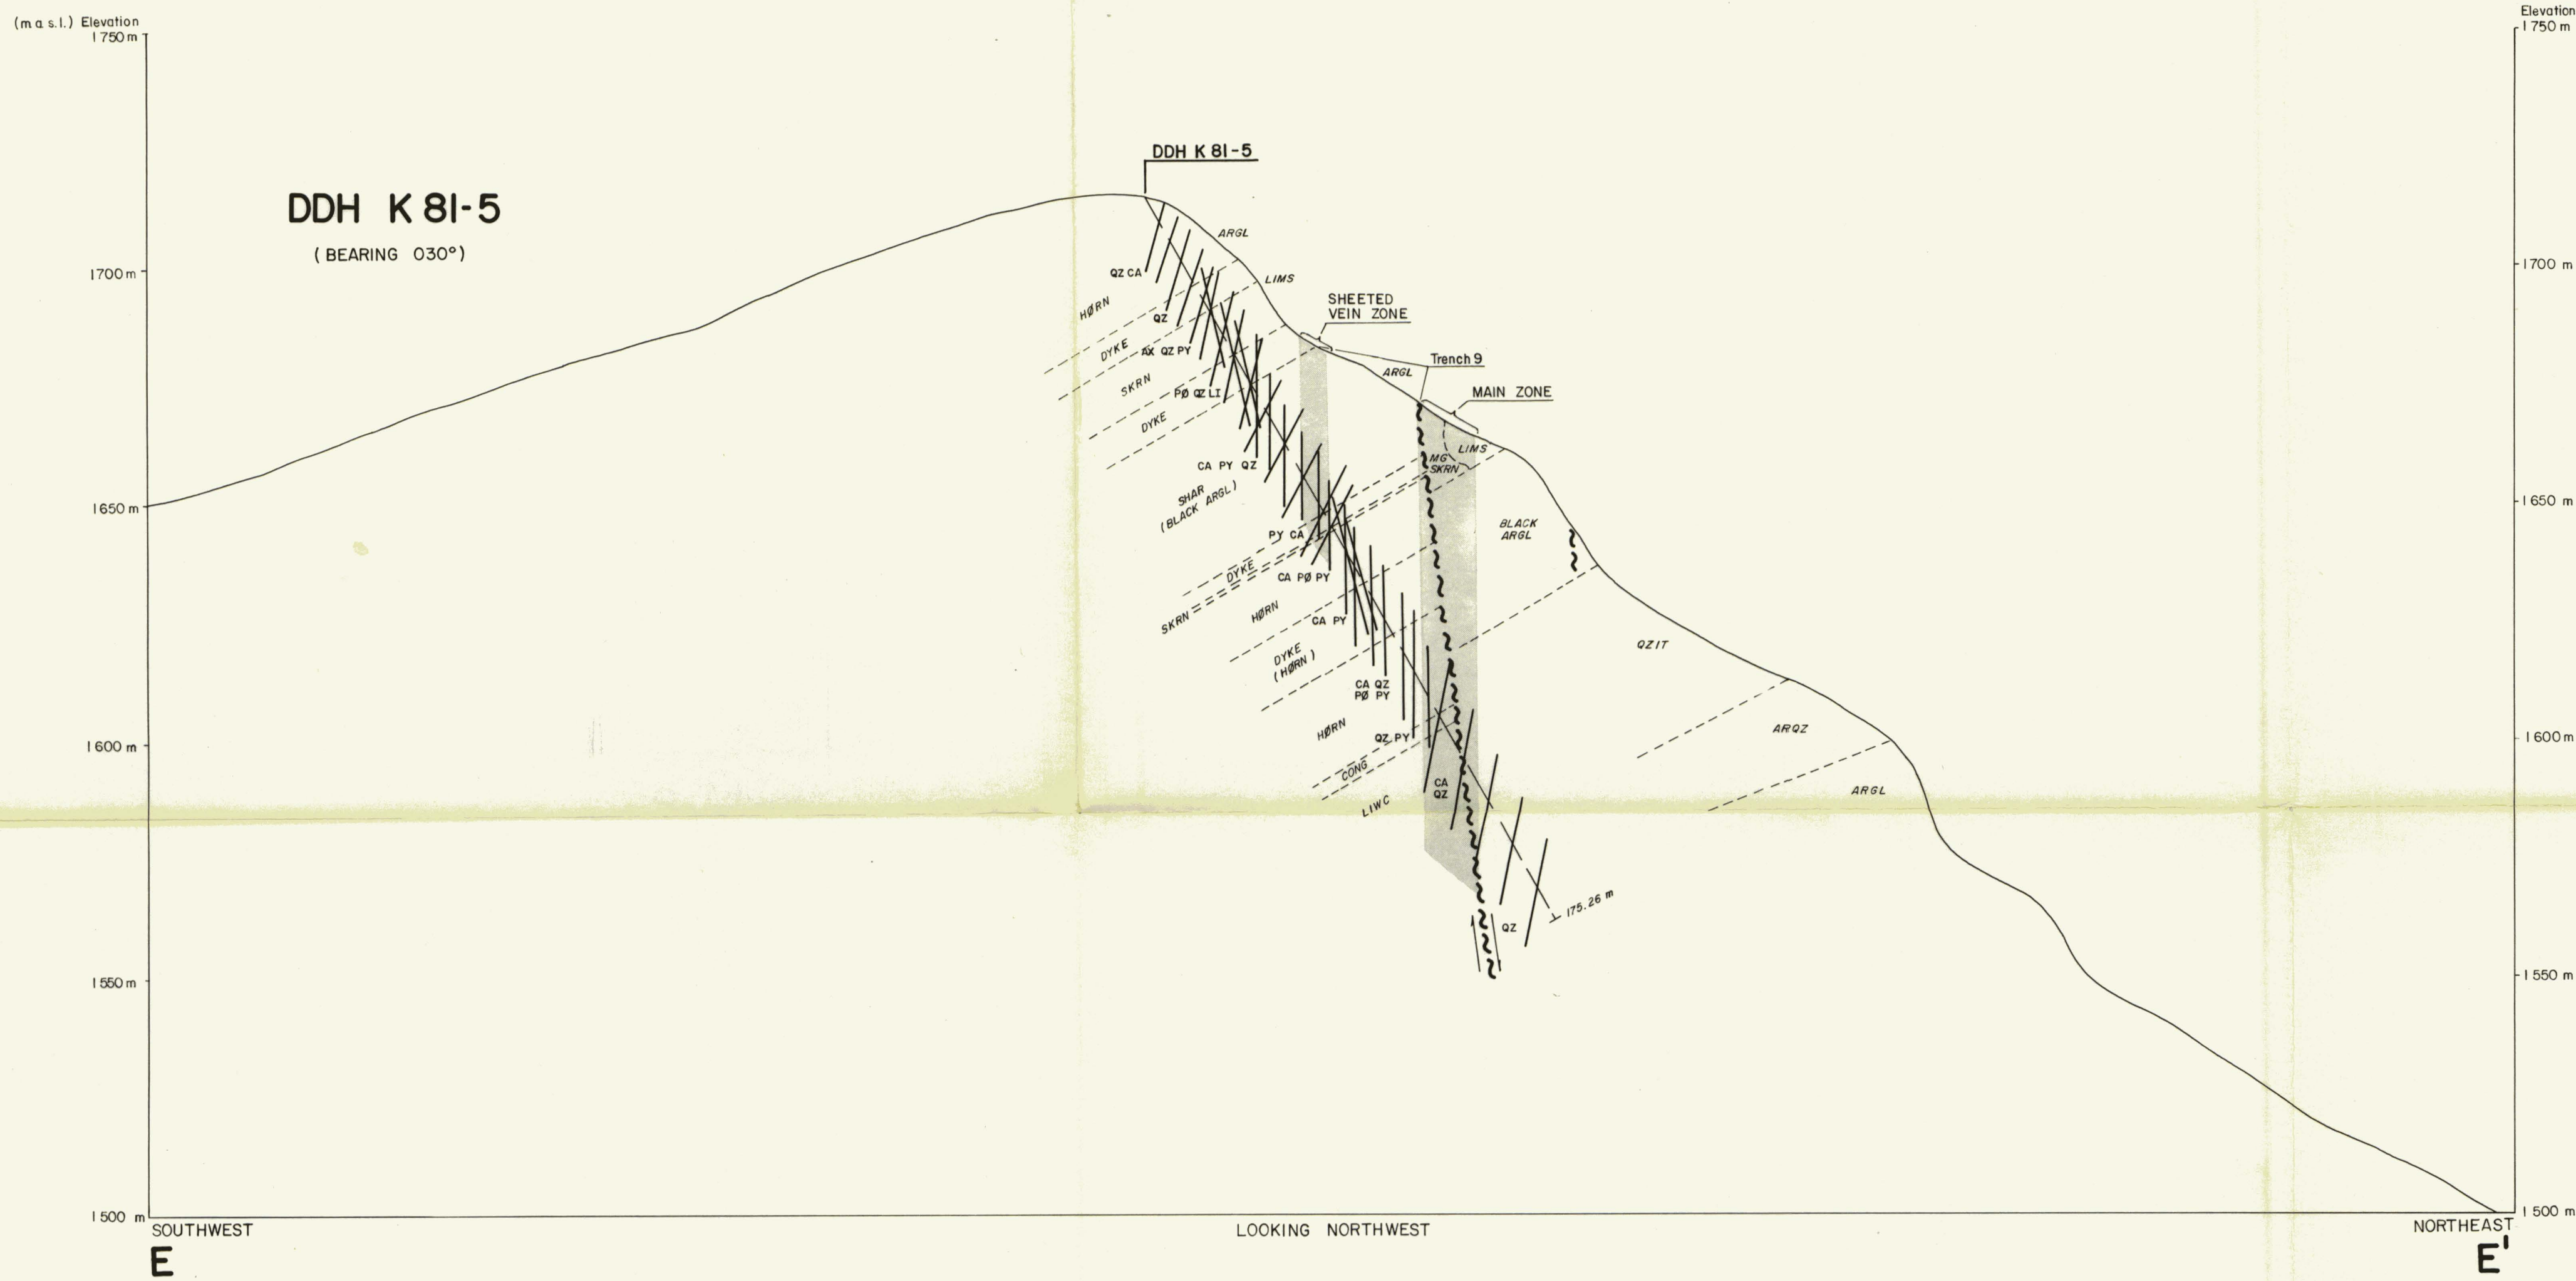 (m a s.l.) Elevation
1750 m
Elevation
1750 m
DDH K 81-5
DDH K 81-5
(BEARING 030°)
ARGL
1700 m
QZ CA
LIMS
1700 m
HØRN
SHEETED
VEIN ZONE
QZ
DYKE
AX QZ PY
Trench 9
ARGL
SKRN
PØ QZ LI
MAIN ZONE
DYKE
LIMS
MG
SKRN
CA PY QZ
SHAR
(BLACK ARGL)
1650 m
1650 m
BLACK
ARGL
PY CA
DYKE
CA PØ PY
SKRN
HØRN
CA PY
QZIT
DYKE
(HØRN)
CA QZ
PØ PY
HØRN
QZ PY
ARQZ
1600 m
1600 m
CONG
CA
QZ
ARGL
LIWC
175.26 m
QZ
1550 m
1550 m
1500 m
1500 m
SOUTHWEST
LOOKING NORTHWEST
NORTHEAST
E
E'